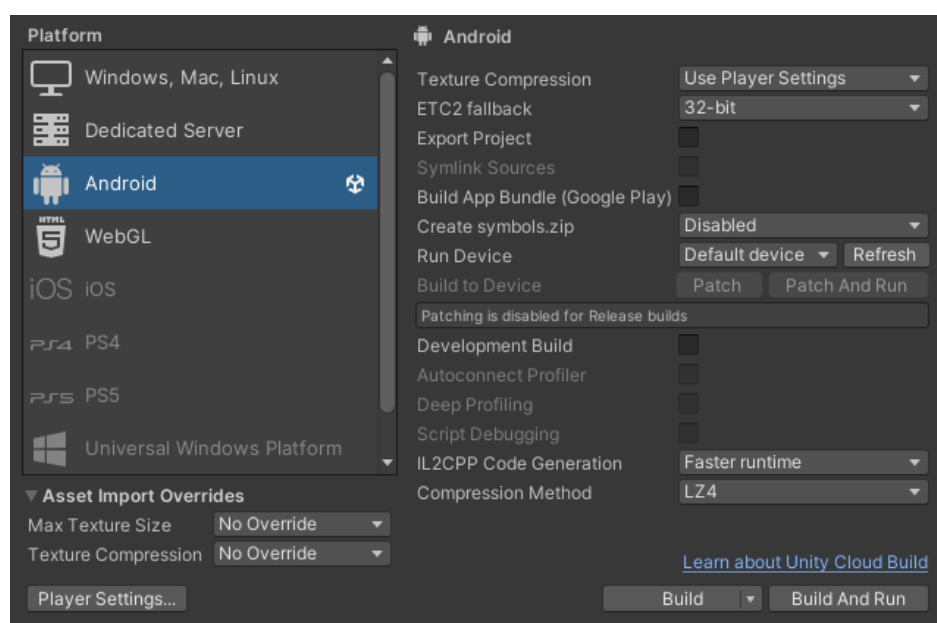 Platform
Windows, Mac, Linux
Dedicated Server
Android
HTML
5
WebGL
iOS iOS
PS4 PS4
PS5 PS5
Universal Windows Platform
Asset Import Overrides
Max Texture Size No Override
Texture Compression No Override
Player Settings...
Android
Texture Compression Use Player Settings
ETC2 fallback 32-bit
Export Project
Symlink Sources
Build App Bundle (Google Play)
Create symbols.zip Disabled
Run Device Default device Refresh
Build to Device Patch Patch And Run
Patching is disabled for Release builds
Development Build
Autoconnect Profiler
Deep Profiling
Script Debugging
IL2CPP Code Generation Faster runtime
Compression Method LZ4
Learn about Unity Cloud Build
Build Build And Run